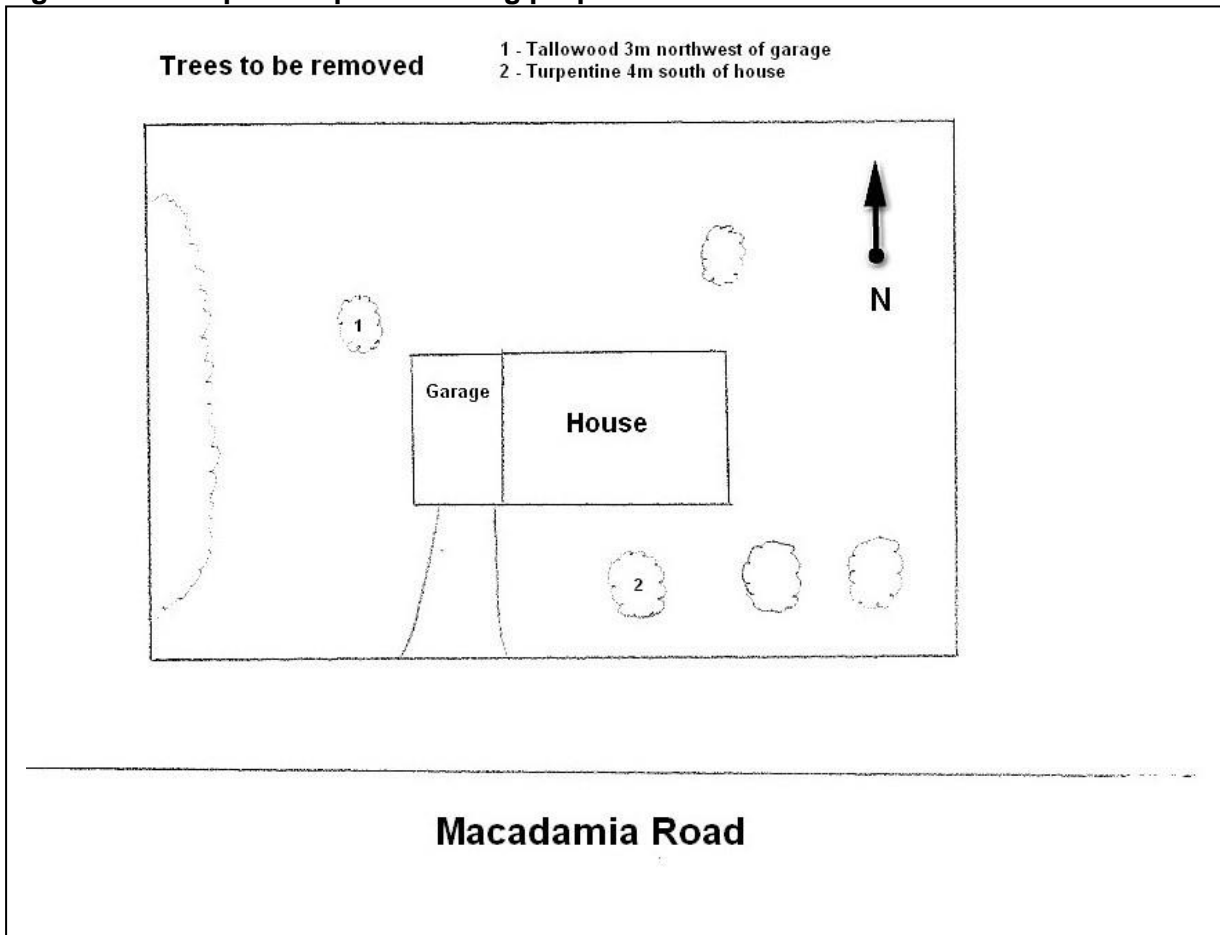 Trees to be removed
1 - Tallowood 3m northwest of garage
2 - Turpentine 4m south of house
N
1
Garage
House
2
Macadamia Road